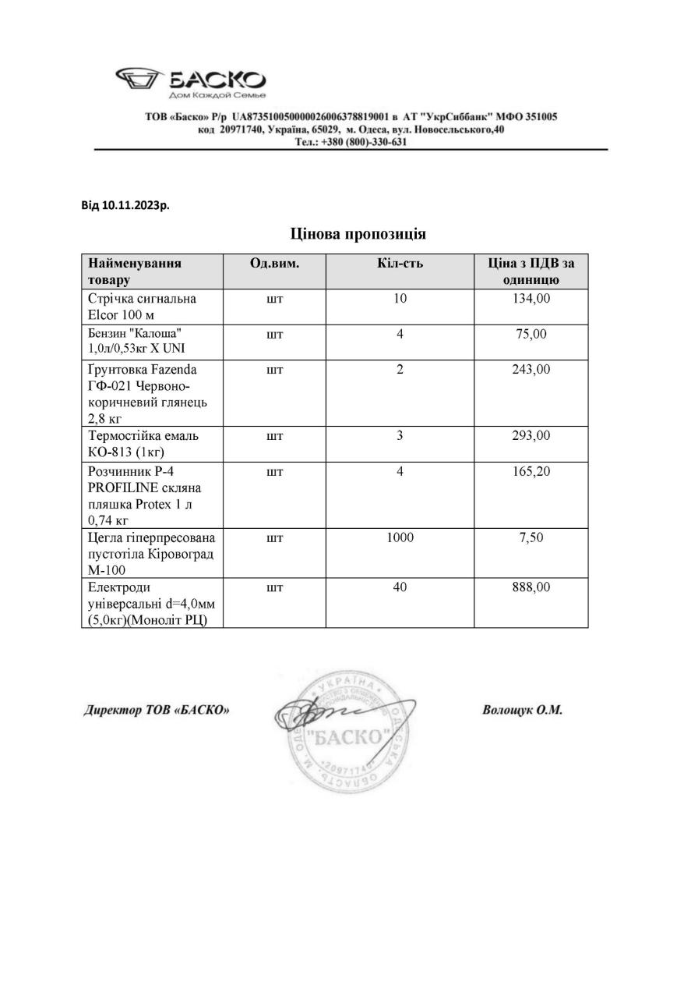 БАСКО
Дом Каждой Семье
ТОВ «Баско» Р/р UA873510050000026006378819001 в АТ "УкрСиббанк" МФО 351005
код 20971740, Україна, 65029, м. Одеса, вул. Новосельського,40
Тел.: +380 (800)-330-631
Від 10.11.2023р.
Цінова пропозиція
Найменування товару Од.вим. Кіл-сть Ціна з ПДВ за одиницю
Стрічка сигнальна шт 10 134,00
Elcor 100 м
Бензин "Калоша" шт 4 75,00
1,0л/0,53кг X UNI
Ґрунтовка Fazenda шт 2 243,00
ГФ-021 Червоно-
коричневий глянець
2,8 кг
Термостійка емаль шт 3 293,00
КО-813 (1кг)
Розчинник Р-4 шт 4 165,20
PROFILINE скляна
пляшка Protex 1 л
0,74 кг
Цегла гіперпресована шт 1000 7,50
пустотіла Кіровоград
М-100
Електроди шт 40 888,00
універсальні d=4,0мм
(5,0кг)(Моноліт РЦ)
Директор ТОВ «БАСКО» Волощук О.М.
УКРАЇНА
"БАСКО"
*20971740*
ОДЕСЬКА ОБЛАСТЬ, М. ОДЕ